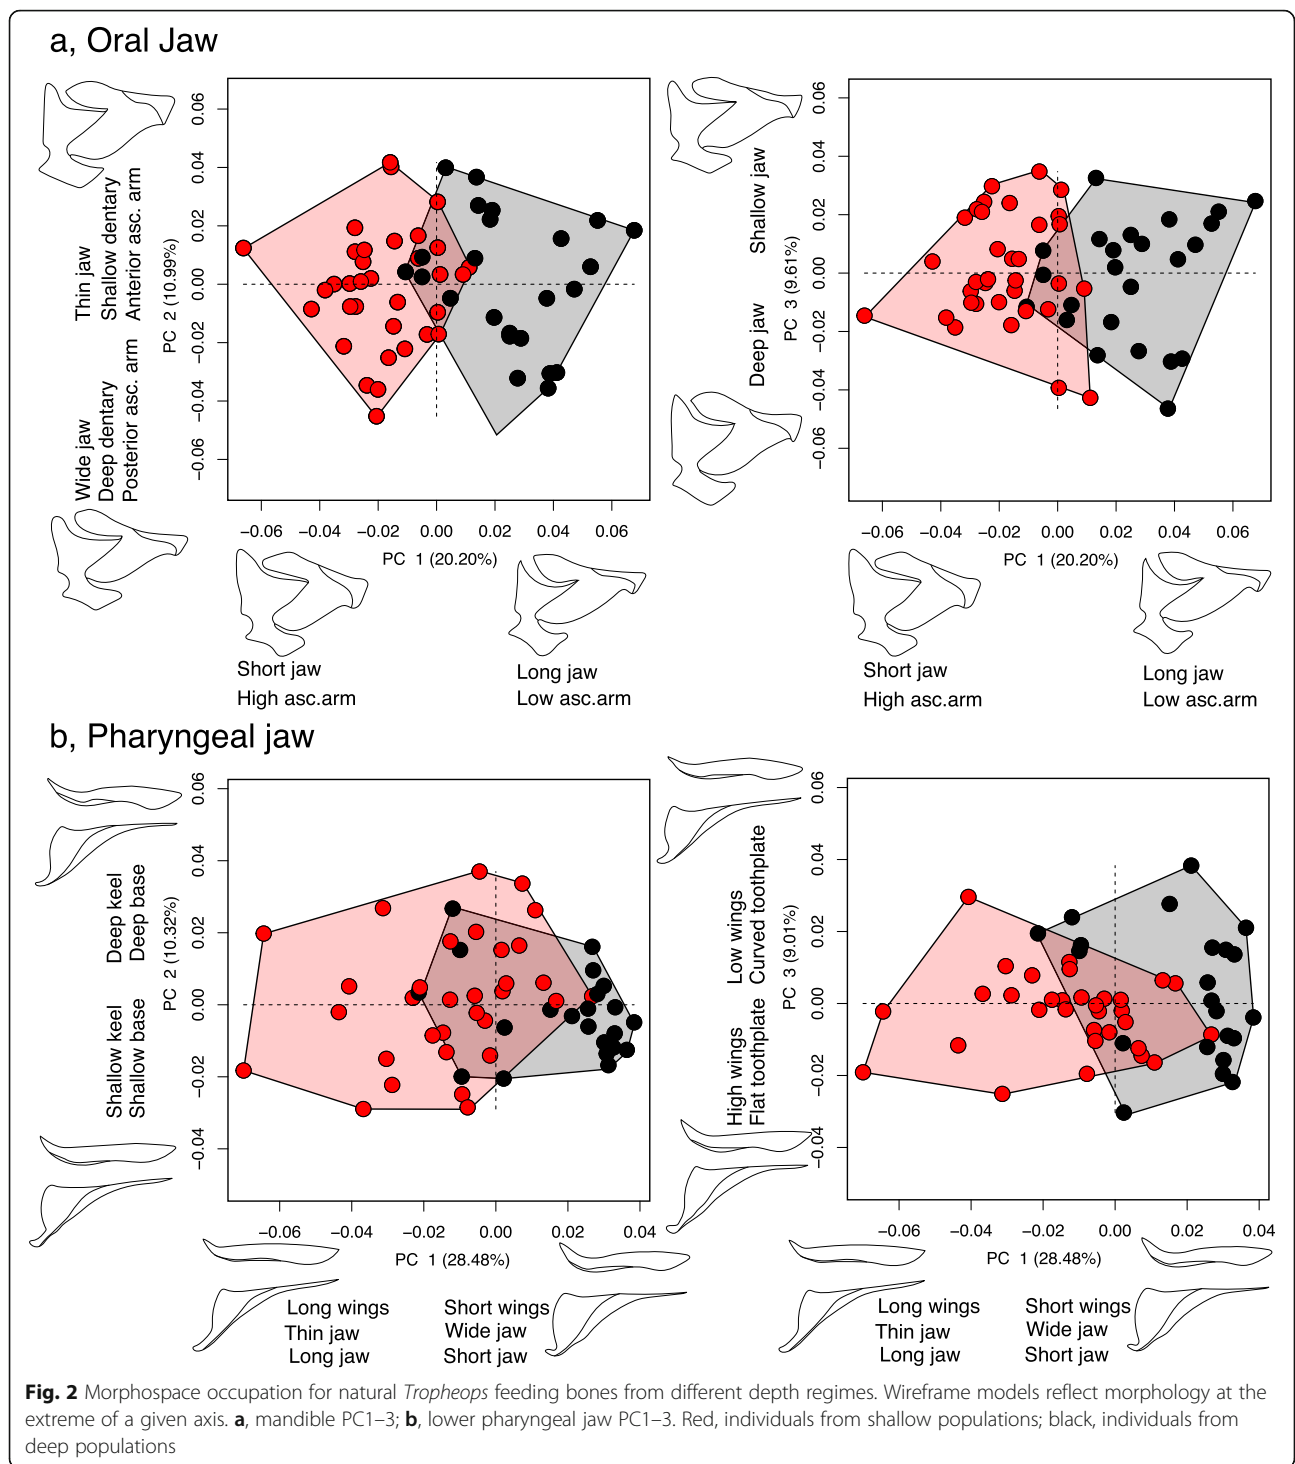 a, Oral Jaw
Thin jaw
Shallow dentary
Anterior asc. arm
Wide jaw
Deep dentary
Posterior asc. arm
PC 2 (10.99%)
0.06
0.04
0.02
0.00
−0.02
−0.04
−0.06
−0.06 −0.04 −0.02 0.00 0.02 0.04 0.06
PC 1 (20.20%)
Short jaw
High asc.arm
Long jaw
Low asc.arm
Shallow jaw
Deep jaw
PC 3 (9.61%)
0.06
0.04
0.02
0.00
−0.02
−0.04
−0.06
−0.06 −0.04 −0.02 0.00 0.02 0.04 0.06
PC 1 (20.20%)
Short jaw
High asc.arm
Long jaw
Low asc.arm
b, Pharyngeal jaw
Deep keel
Deep base
Shallow keel
Shallow base
PC 2 (10.32%)
0.06
0.04
0.02
0.00
−0.02
−0.04
−0.06 −0.04 −0.02 0.00 0.02 0.04
PC 1 (28.48%)
Long wings
Thin jaw
Long jaw
Short wings
Wide jaw
Short jaw
Low wings
Curved toothplate
High wings
Flat toothplate
PC 3 (9.01%)
0.06
0.04
0.02
0.00
−0.02
−0.04
−0.06 −0.04 −0.02 0.00 0.02 0.04
PC 1 (28.48%)
Long wings
Thin jaw
Long jaw
Short wings
Wide jaw
Short jaw
Fig. 2 Morphospace occupation for natural Tropheops feeding bones from different depth regimes. Wireframe models reflect morphology at the
extreme of a given axis. a, mandible PC1–3; b, lower pharyngeal jaw PC1–3. Red, individuals from shallow populations; black, individuals from
deep populations